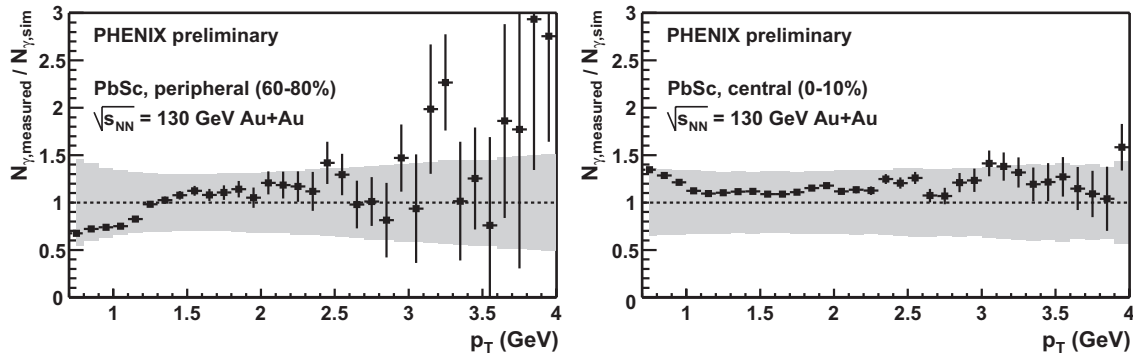 N_γ,measured / N_γ,sim
3
2.5
2
1.5
1
0.5
0
PHENIX preliminary
PbSc, peripheral (60-80%)
√s_NN = 130 GeV Au+Au
1 1.5 2 2.5 3 3.5 4
p_T (GeV)
N_γ,measured / N_γ,sim
3
2.5
2
1.5
1
0.5
0
PHENIX preliminary
PbSc, central (0-10%)
√s_NN = 130 GeV Au+Au
1 1.5 2 2.5 3 3.5 4
p_T (GeV)